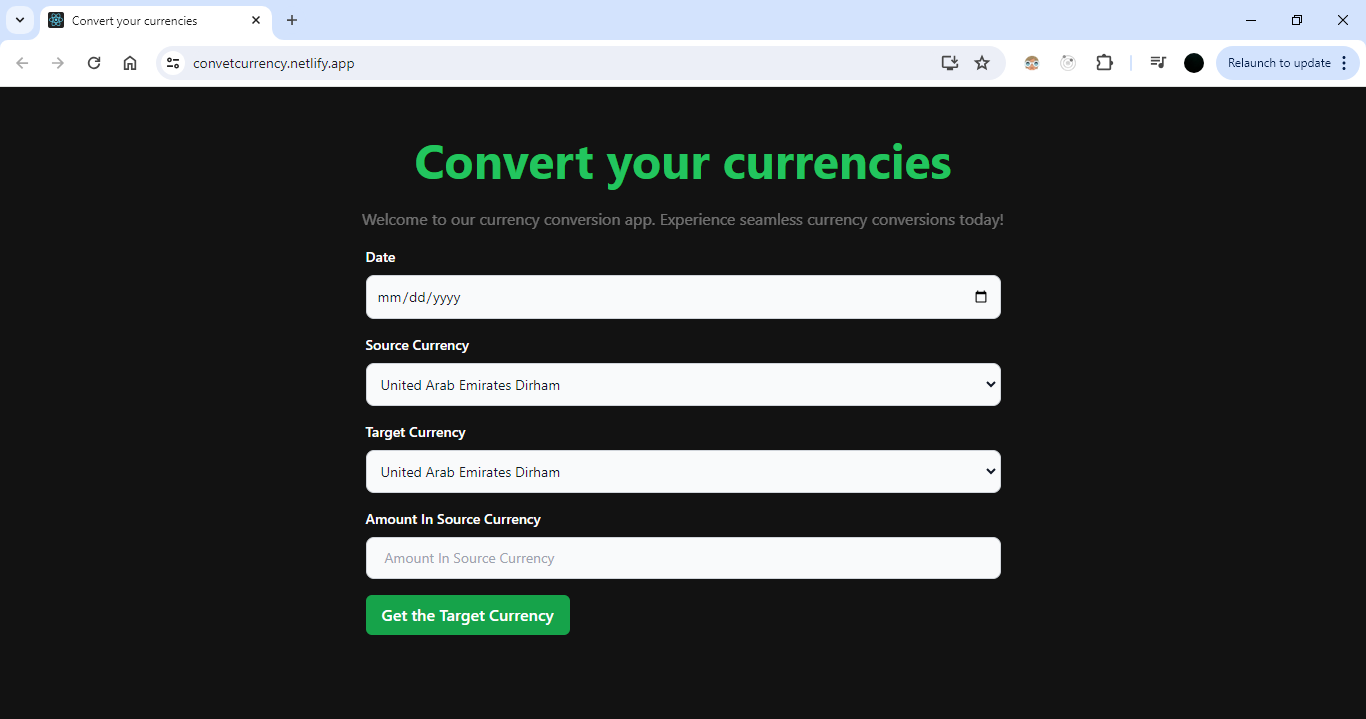 Convert your currencies
convetcurrency.netlify.app
Relaunch to update
Convert your currencies
Welcome to our currency conversion app. Experience seamless currency conversions today!
Date
mm/dd/yyyy
Source Currency
United Arab Emirates Dirham
Target Currency
United Arab Emirates Dirham
Amount In Source Currency
Amount In Source Currency
Get the Target Currency